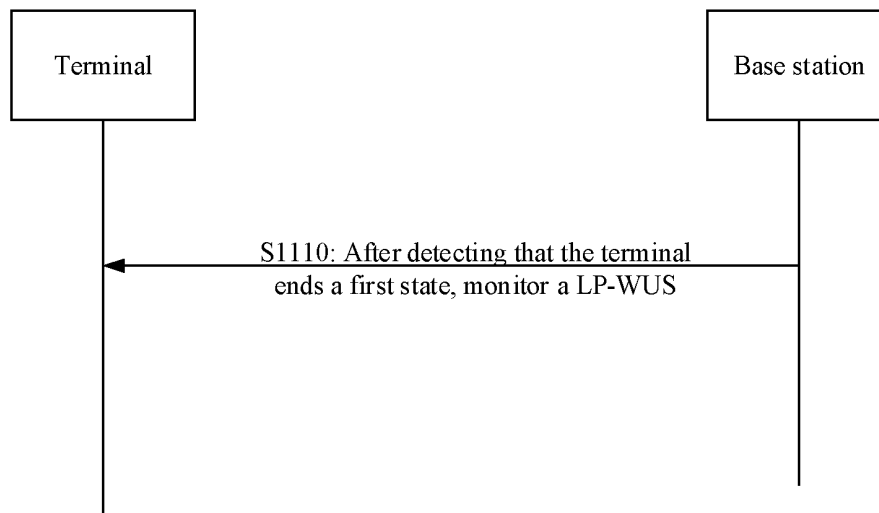 Terminal
Base station
S1110: After detecting that the terminal
ends a first state, monitor a LP-WUS